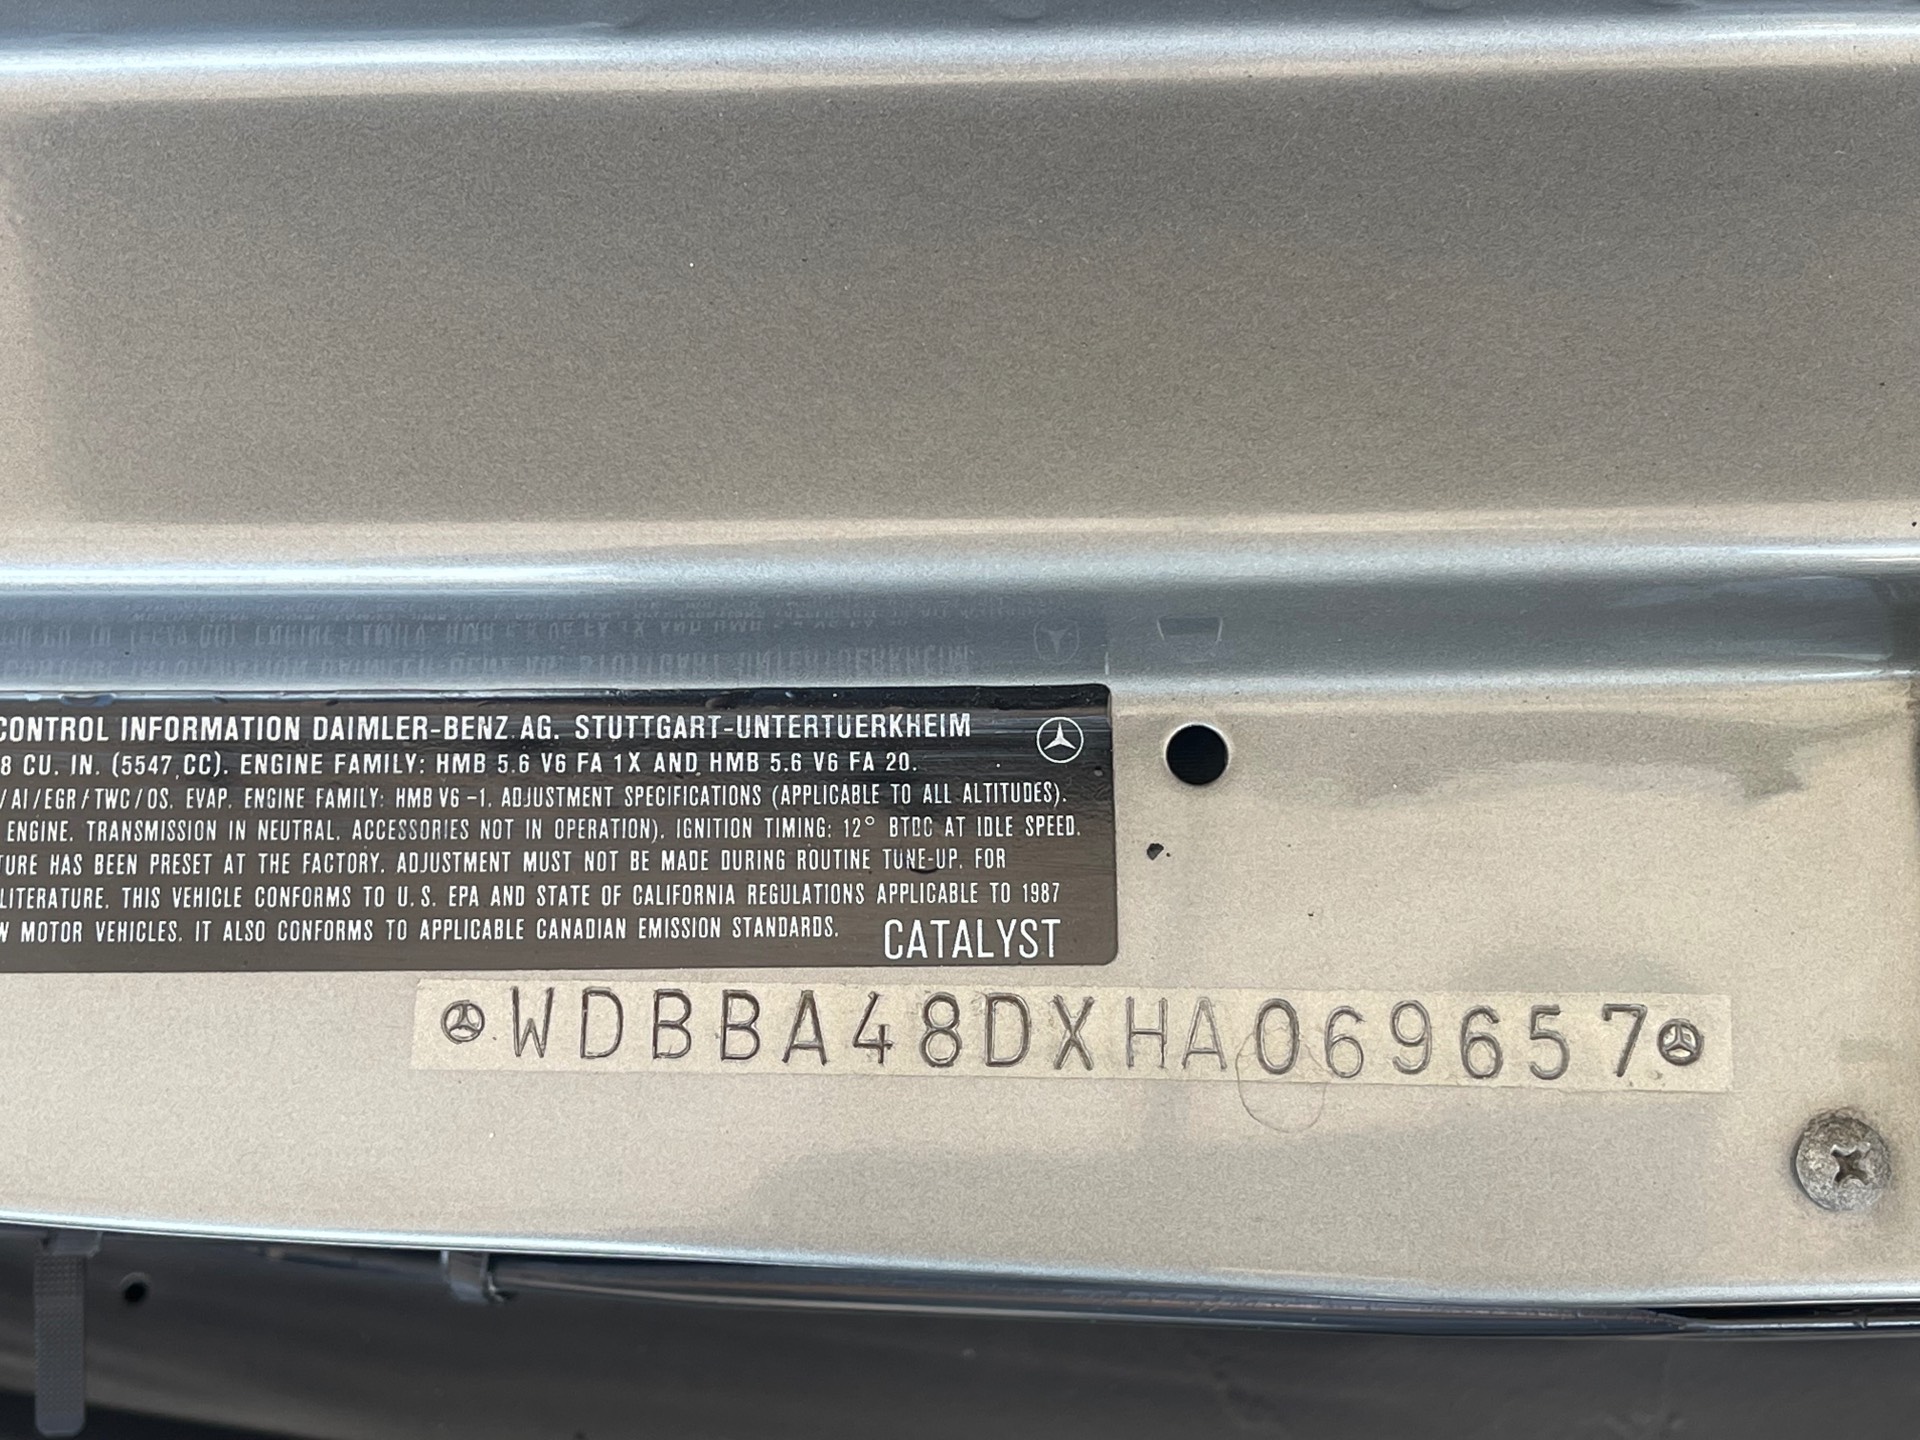 CONTROL INFORMATION DAIMLER-BENZ AG. STUTTGART-UNTERTUERKHEIM
8 CU. IN. (5547 CC). ENGINE FAMILY: HMB 5.6 V6 FA 1X AND HMB 5.6 V6 FA 20.
/AI/EGR/TWC/OS. EVAP. ENGINE FAMILY: HMB V6-1. ADJUSTMENT SPECIFICATIONS (APPLICABLE TO ALL ALTITUDES).
ENGINE. TRANSMISSION IN NEUTRAL. ACCESSORIES NOT IN OPERATION). IGNITION TIMING: 12° BTDC AT IDLE SPEED.
TURE HAS BEEN PRESET AT THE FACTORY. ADJUSTMENT MUST NOT BE MADE DURING ROUTINE TUNE-UP. FOR
LITERATURE. THIS VEHICLE CONFORMS TO U.S. EPA AND STATE OF CALIFORNIA REGULATIONS APPLICABLE TO 1987
W MOTOR VEHICLES. IT ALSO CONFORMS TO APPLICABLE CANADIAN EMISSION STANDARDS.
CATALYST
WDBBA48DXHA069657